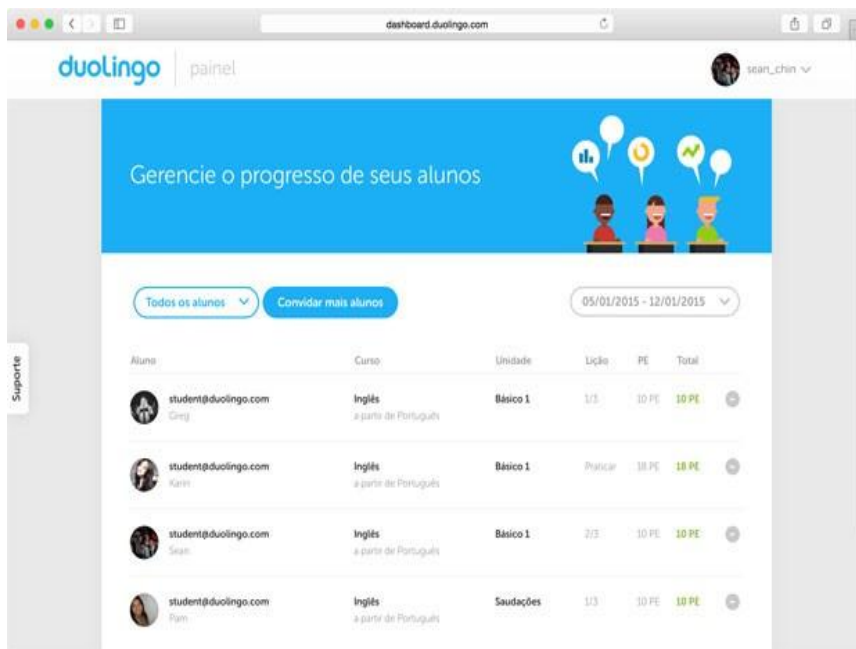 dashboard.duolingo.com
duolingo painel sean_chin
Gerencie o progresso de seus alunos
Todos os alunos Convidar mais alunos 05/01/2015 - 12/01/2015
Suporte
Aluno Curso Unidade Lição PE Total
student@duolingo.com Inglês Básico 1 1/3 10 PE 10 PE
Greg a partir de Português
student@duolingo.com Inglês Básico 1 Praticar 18 PE 18 PE
Karin a partir de Português
student@duolingo.com Inglês Básico 1 2/3 10 PE 10 PE
Sean a partir de Português
student@duolingo.com Inglês Saudações 1/3 10 PE 10 PE
Pam a partir de Português